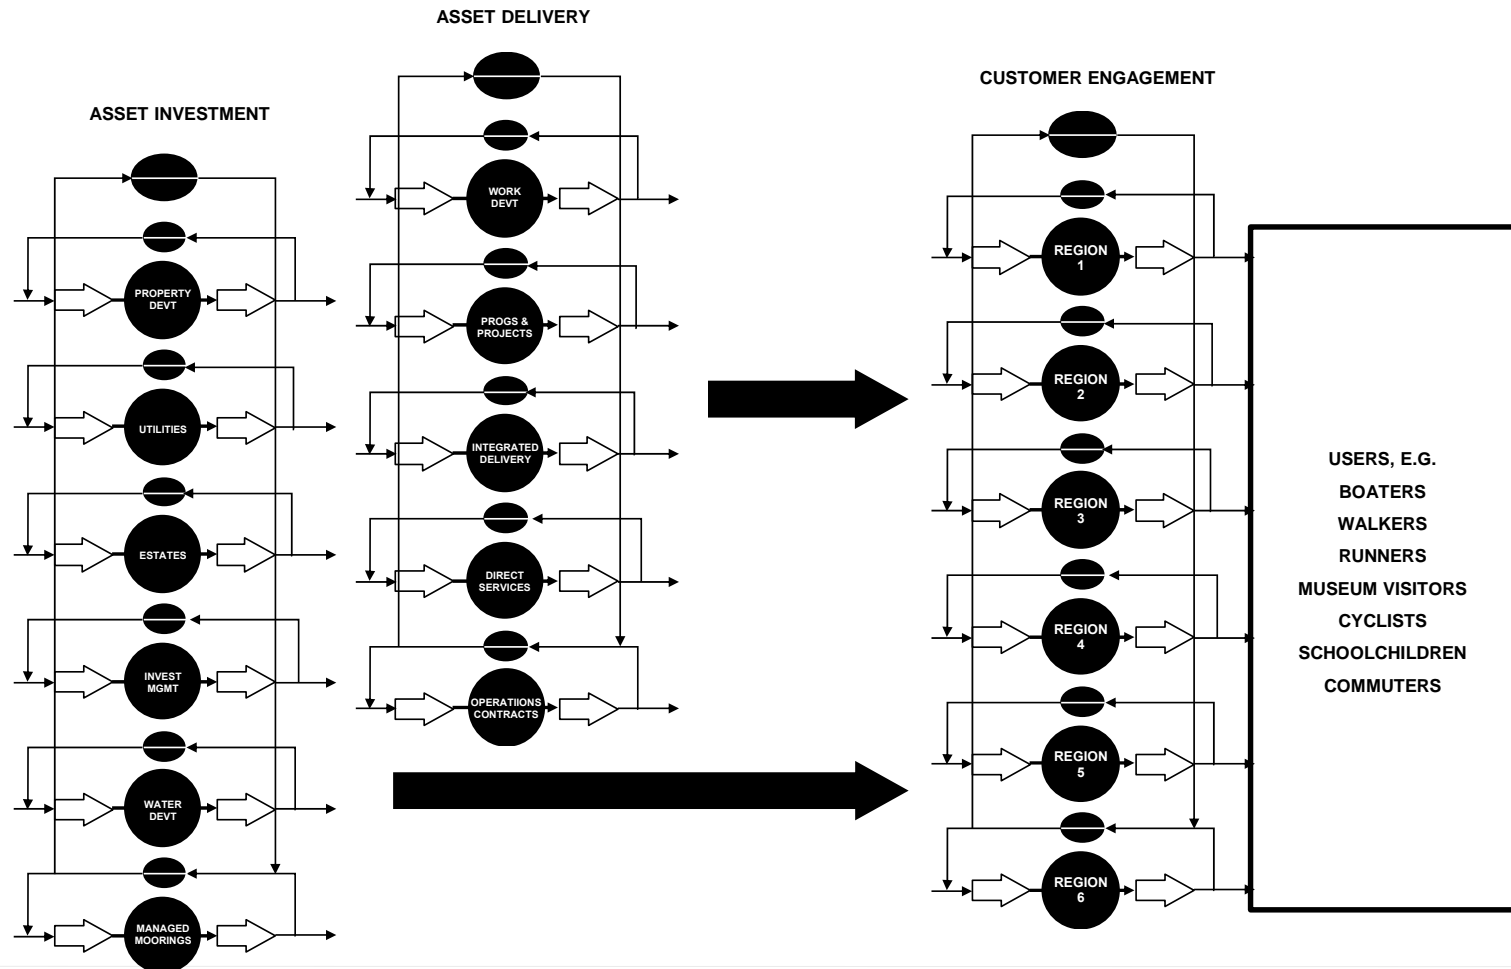 ASSET DELIVERY
CUSTOMER ENGAGEMENT
ASSET INVESTMENT
PROPERTY
DEVT
UTILITIES
ESTATES
INVEST
MGMT
WATER
DEVT
MANAGED
MOORINGS
WORK
DEVT
PROGS &
PROJECTS
INTEGRATED
DELIVERY
DIRECT
SERVICES
OPERATIIONS
CONTRACTS
REGION
1
REGION
2
REGION
3
REGION
4
REGION
5
REGION
6
USERS, E.G.
BOATERS
WALKERS
RUNNERS
MUSEUM VISITORS
CYCLISTS
SCHOOLCHILDREN
COMMUTERS